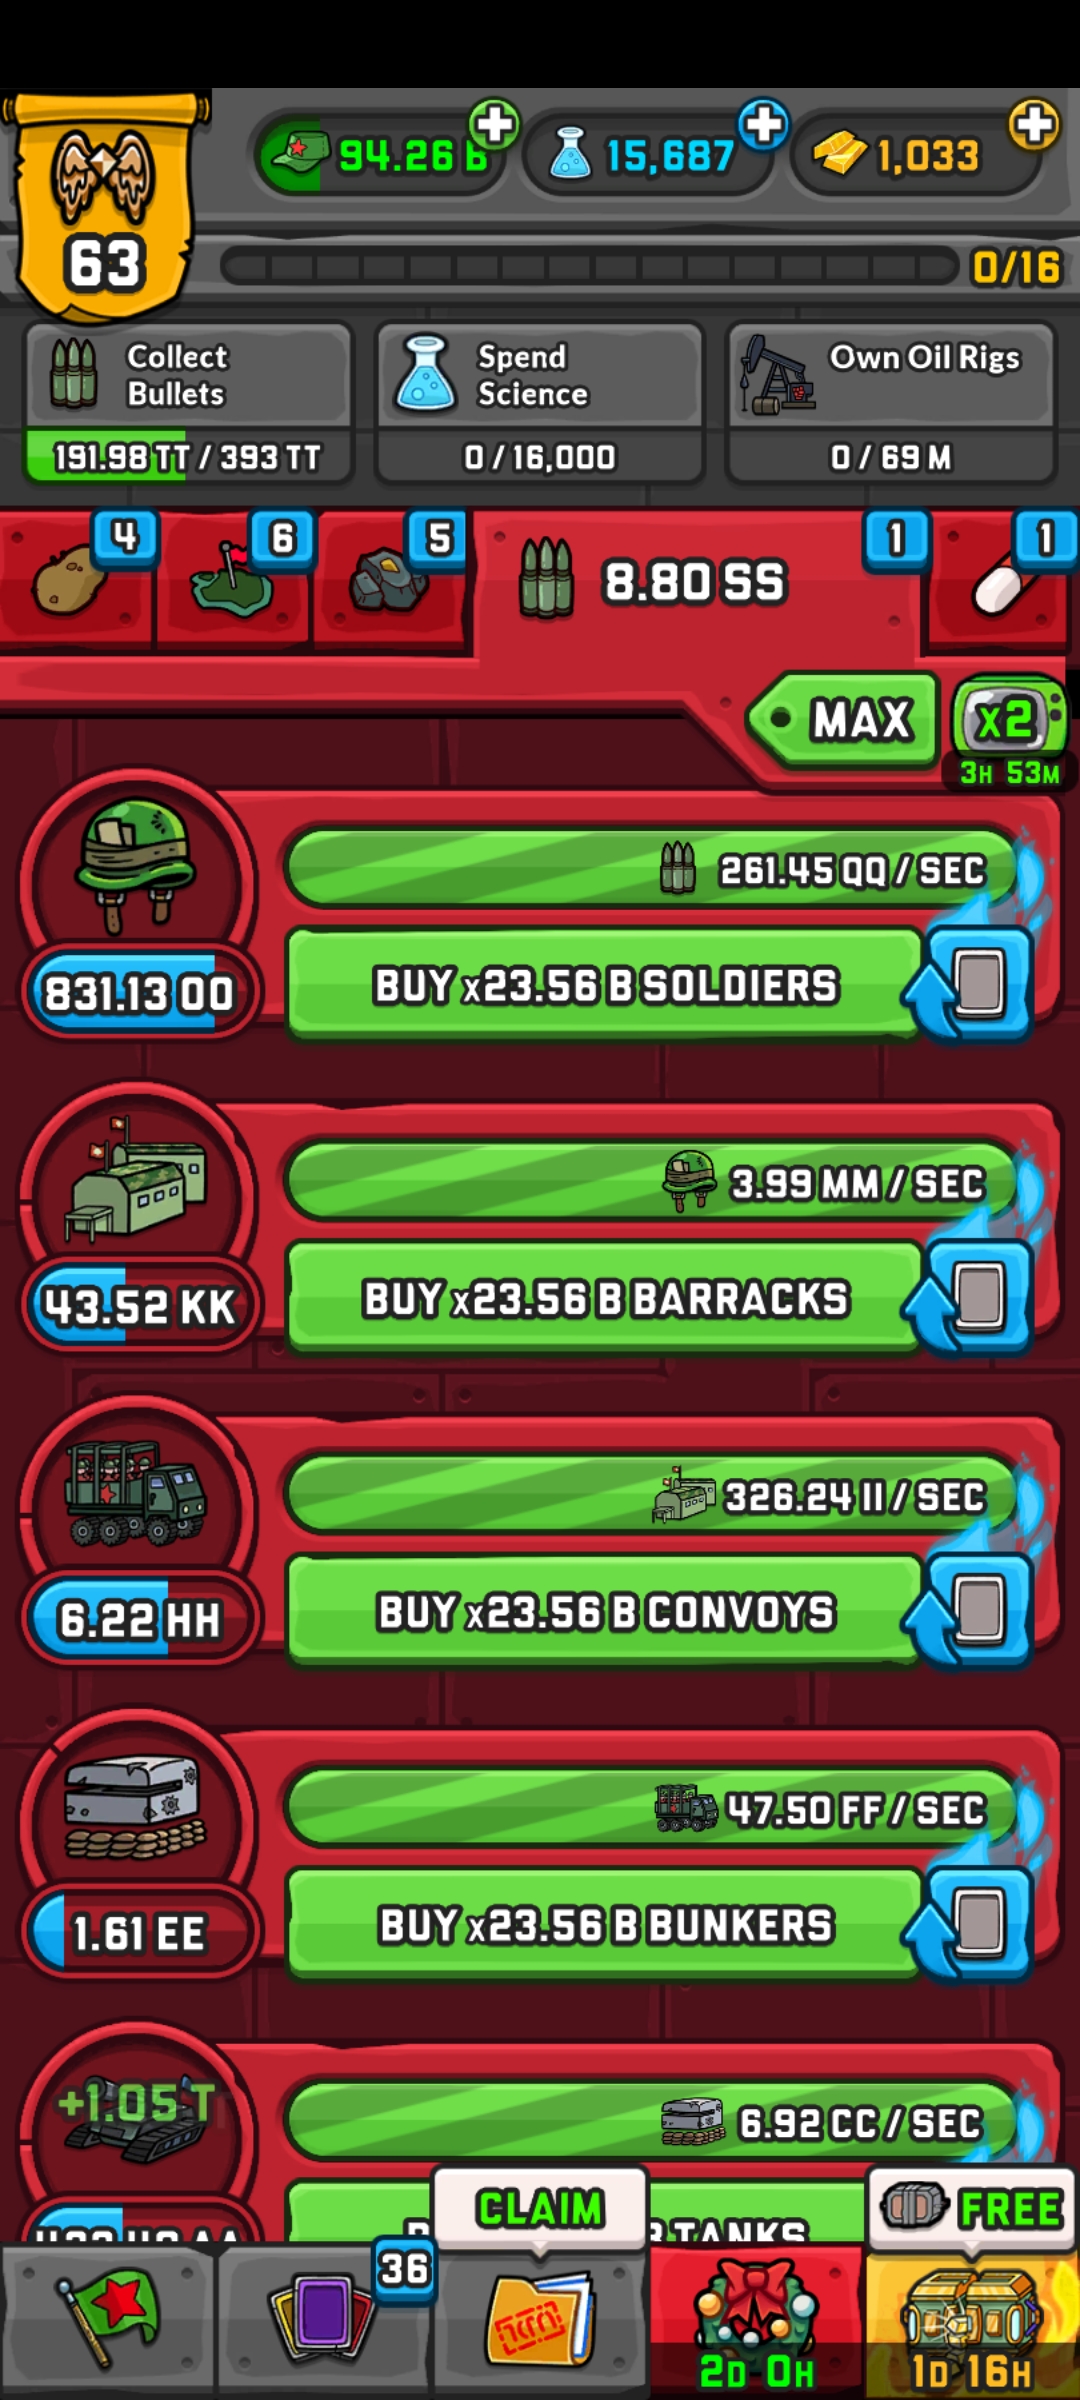 94.26 B
15,687
1,033
63
0/16
Collect
Bullets
Spend
Science
Own Oil Rigs
191.98 TT / 393 TT
0 / 16,000
0 / 69 M
4
6
5
8.80 SS
1
1
MAX
x2
3H 53M
261.45 QQ / SEC
831.13 OO
BUY x23.56 B SOLDIERS
3.99 MM / SEC
43.52 KK
BUY x23.56 B BARRACKS
326.24 II / SEC
6.22 HH
BUY x23.56 B CONVOYS
47.50 FF / SEC
1.61 EE
BUY x23.56 B BUNKERS
+1.05 T
6.92 CC / SEC
TANKS
CLAIM
FREE
36
2D 0H
1D 16H